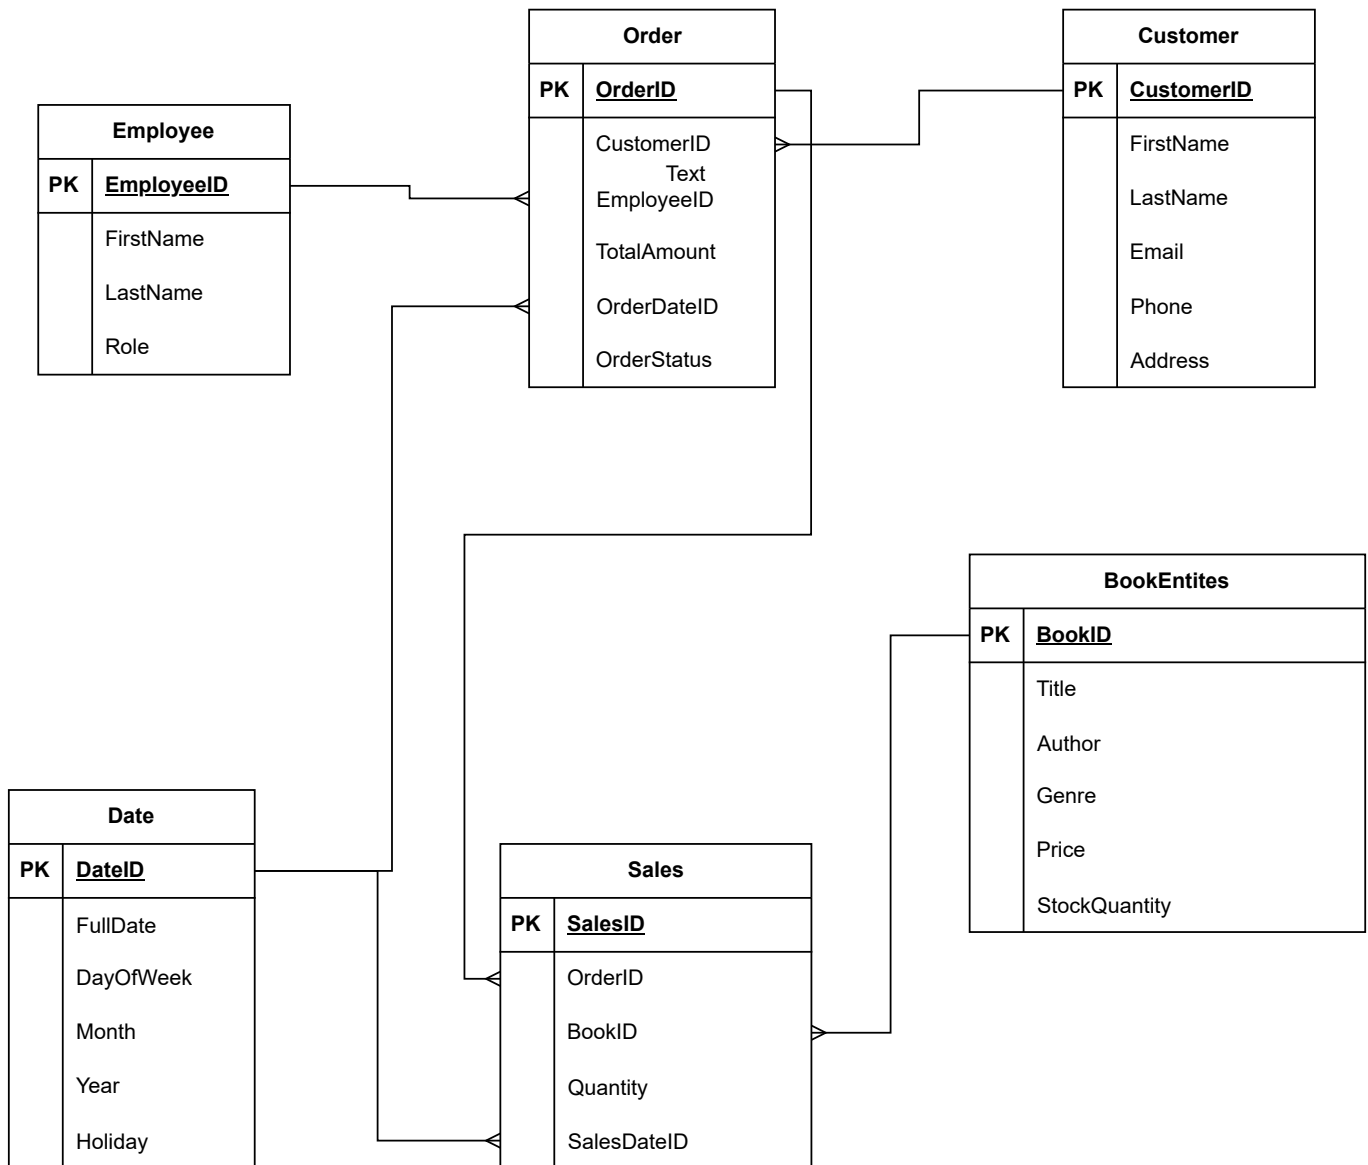 Order
PK OrderID
CustomerID
Text
EmployeeID
TotalAmount
OrderDateID
OrderStatus
Customer
PK CustomerID
FirstName
LastName
Email
Phone
Address
Employee
PK EmployeeID
FirstName
LastName
Role
BookEntites
PK BookID
Title
Author
Genre
Price
StockQuantity
Date
PK DateID
FullDate
DayOfWeek
Month
Year
Holiday
Sales
PK SalesID
OrderID
BookID
Quantity
SalesDateID